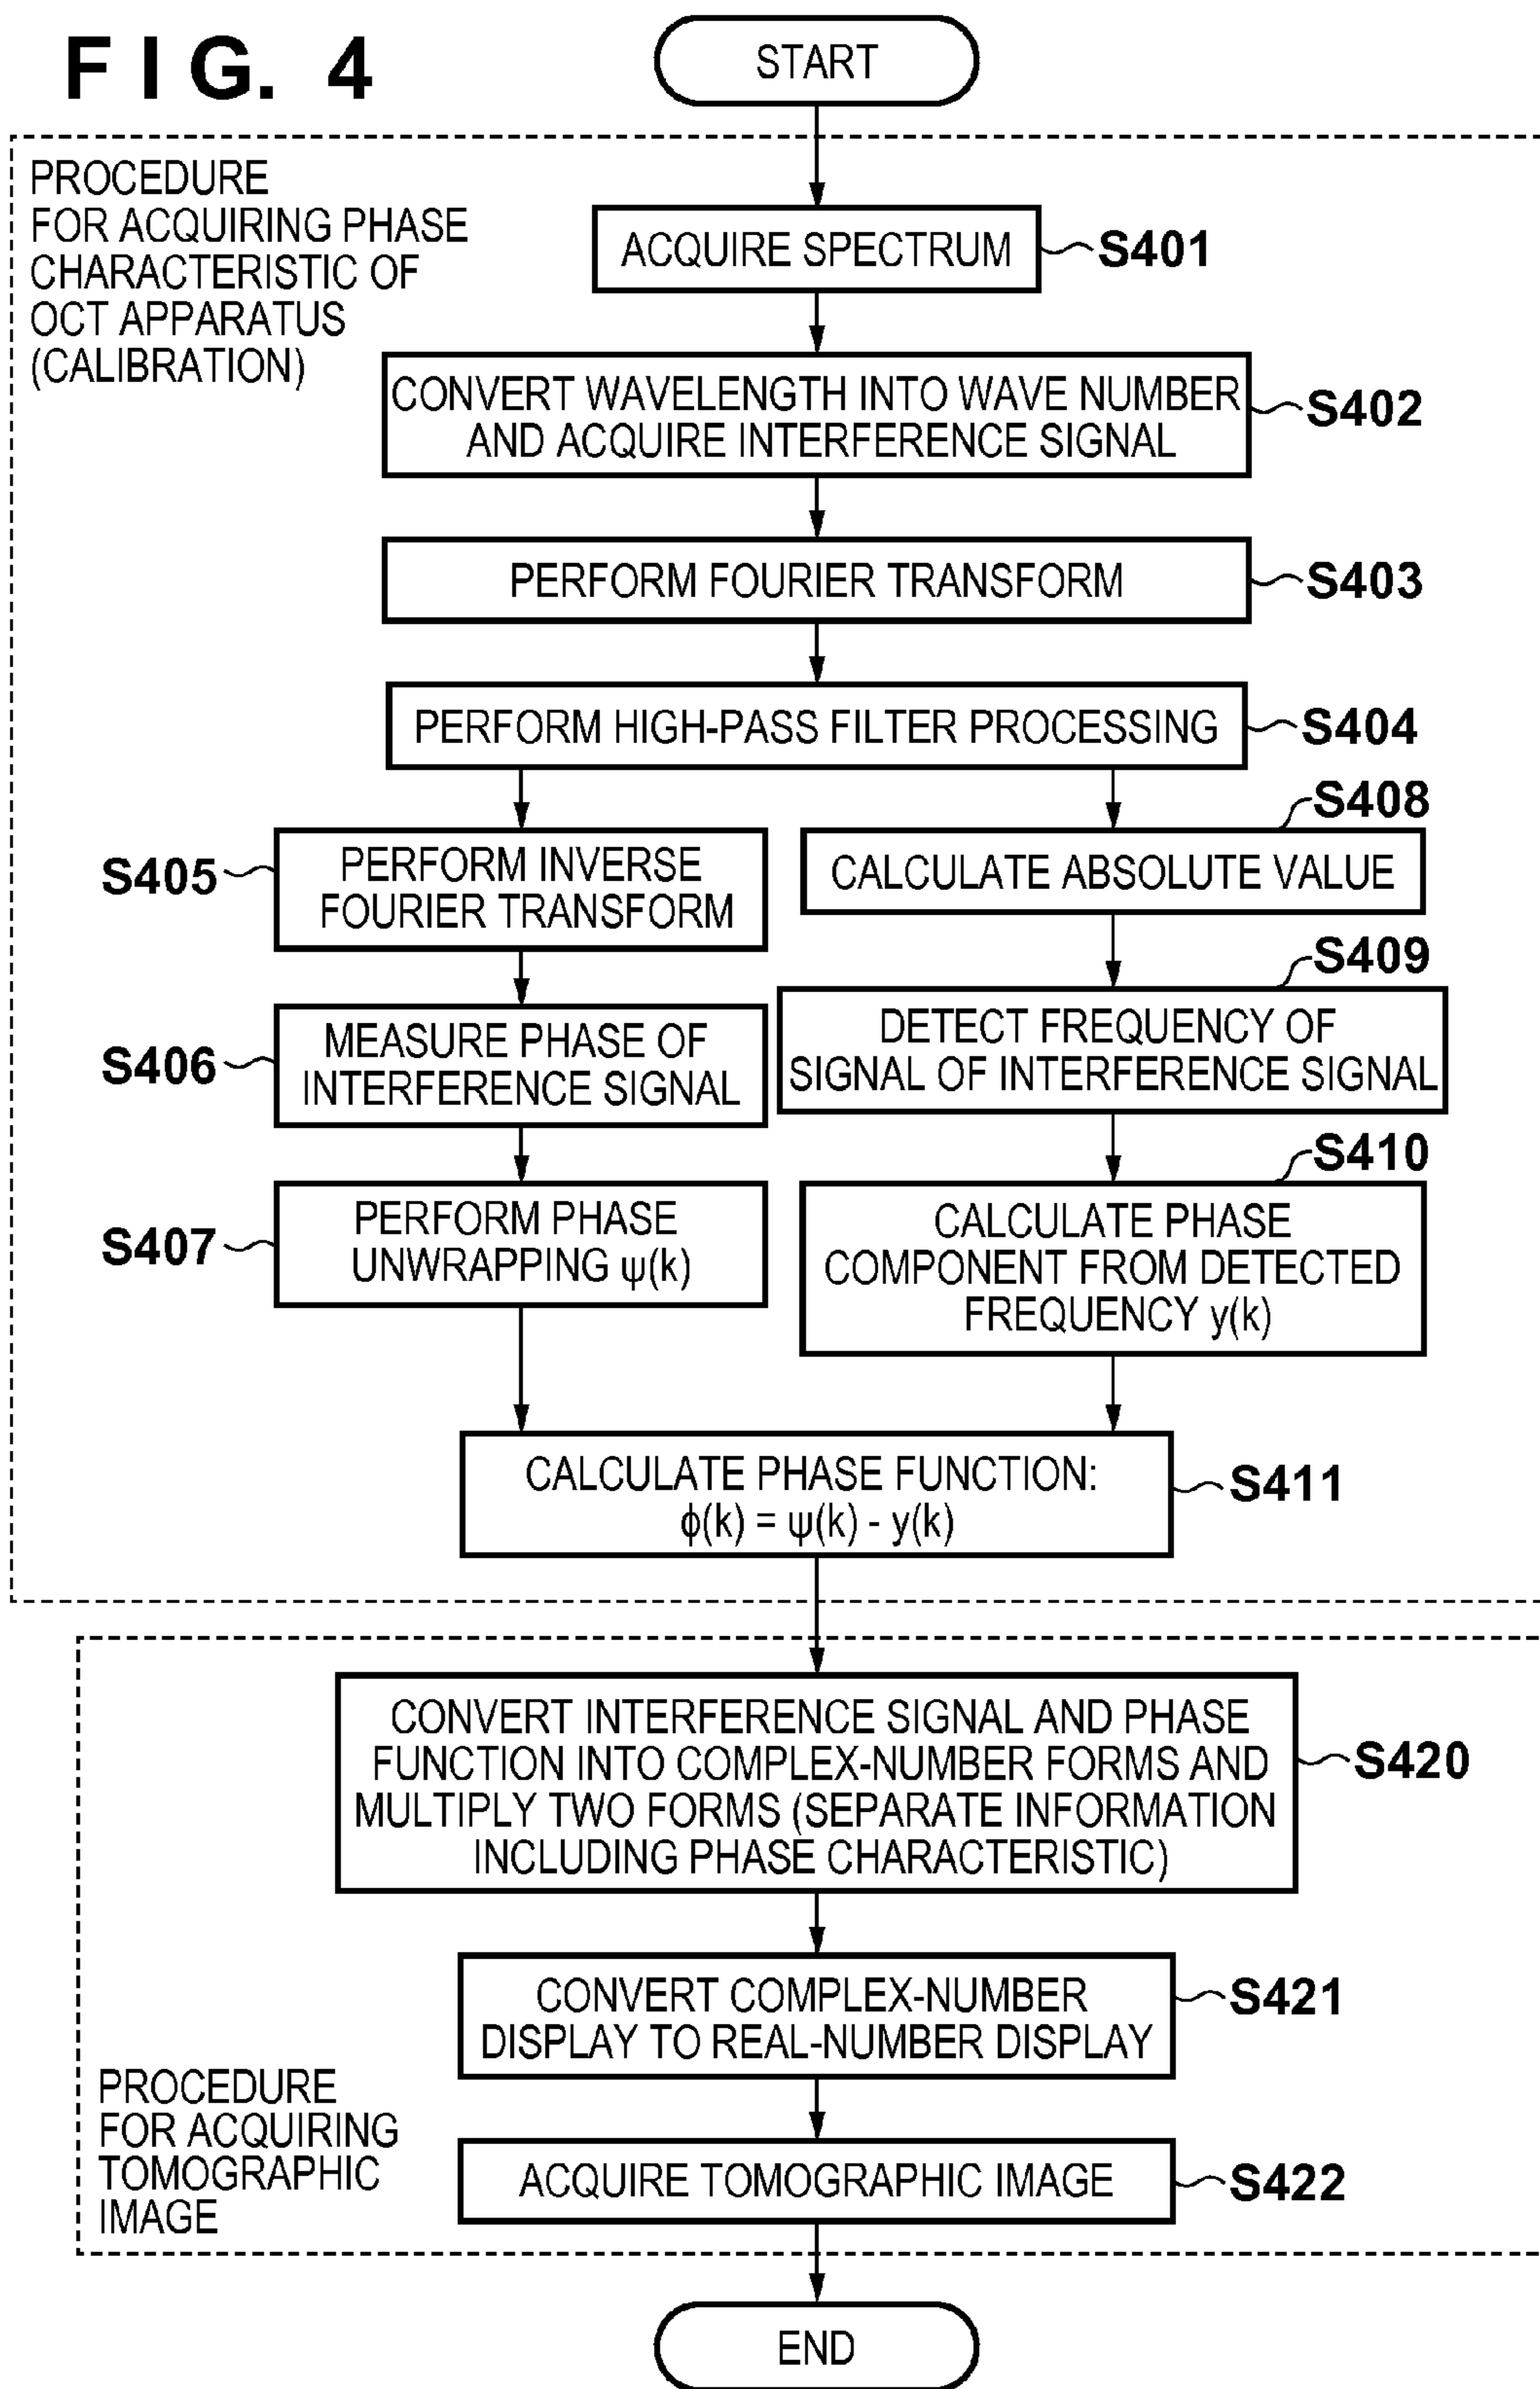 FIG. 4
START
PROCEDURE
FOR ACQUIRING PHASE
CHARACTERISTIC OF
OCT APPARATUS
(CALIBRATION)
ACQUIRE SPECTRUM
S401
CONVERT WAVELENGTH INTO WAVE NUMBER
AND ACQUIRE INTERFERENCE SIGNAL
S402
PERFORM FOURIER TRANSFORM
S403
PERFORM HIGH-PASS FILTER PROCESSING
S404
S405
PERFORM INVERSE
FOURIER TRANSFORM
S408
CALCULATE ABSOLUTE VALUE
S406
MEASURE PHASE OF
INTERFERENCE SIGNAL
S409
DETECT FREQUENCY OF
SIGNAL OF INTERFERENCE SIGNAL
S407
PERFORM PHASE
UNWRAPPING ψ(k)
S410
CALCULATE PHASE
COMPONENT FROM DETECTED
FREQUENCY y(k)
CALCULATE PHASE FUNCTION:
ϕ(k) = ψ(k) - y(k)
S411
CONVERT INTERFERENCE SIGNAL AND PHASE
FUNCTION INTO COMPLEX-NUMBER FORMS AND
MULTIPLY TWO FORMS (SEPARATE INFORMATION
INCLUDING PHASE CHARACTERISTIC)
S420
CONVERT COMPLEX-NUMBER
DISPLAY TO REAL-NUMBER DISPLAY
S421
PROCEDURE
FOR ACQUIRING
TOMOGRAPHIC
IMAGE
ACQUIRE TOMOGRAPHIC IMAGE
S422
END